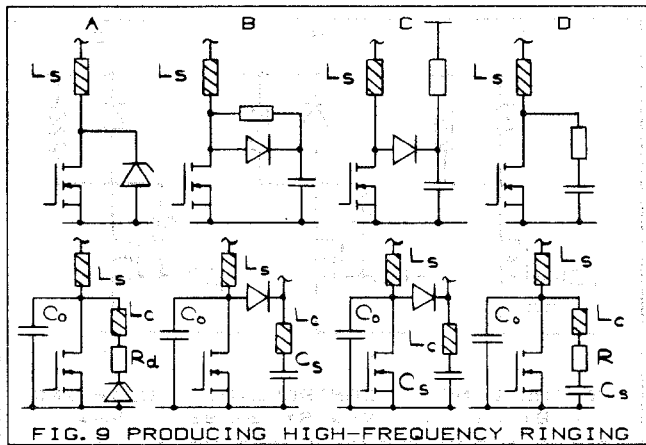 A B C D
Ls Ls Ls Ls
Ls Ls Ls Ls
Co Lc Co Lc Co Lc Co Lc
Rd Cs Cs R Cs
FIG.9 PRODUCING HIGH-FREQUENCY RINGING